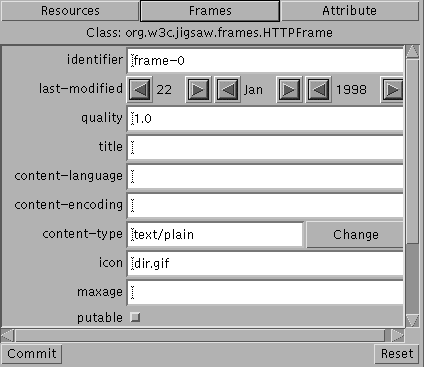 Resources Frames Attribute
Class: org.w3c.jigsaw.frames.HTTPFrame
identifier frame-0
last-modified 22 Jan 1998
quality 1.0
title
content-language
content-encoding
content-type text/plain Change
icon dir.gif
maxage
putable
Commit Reset